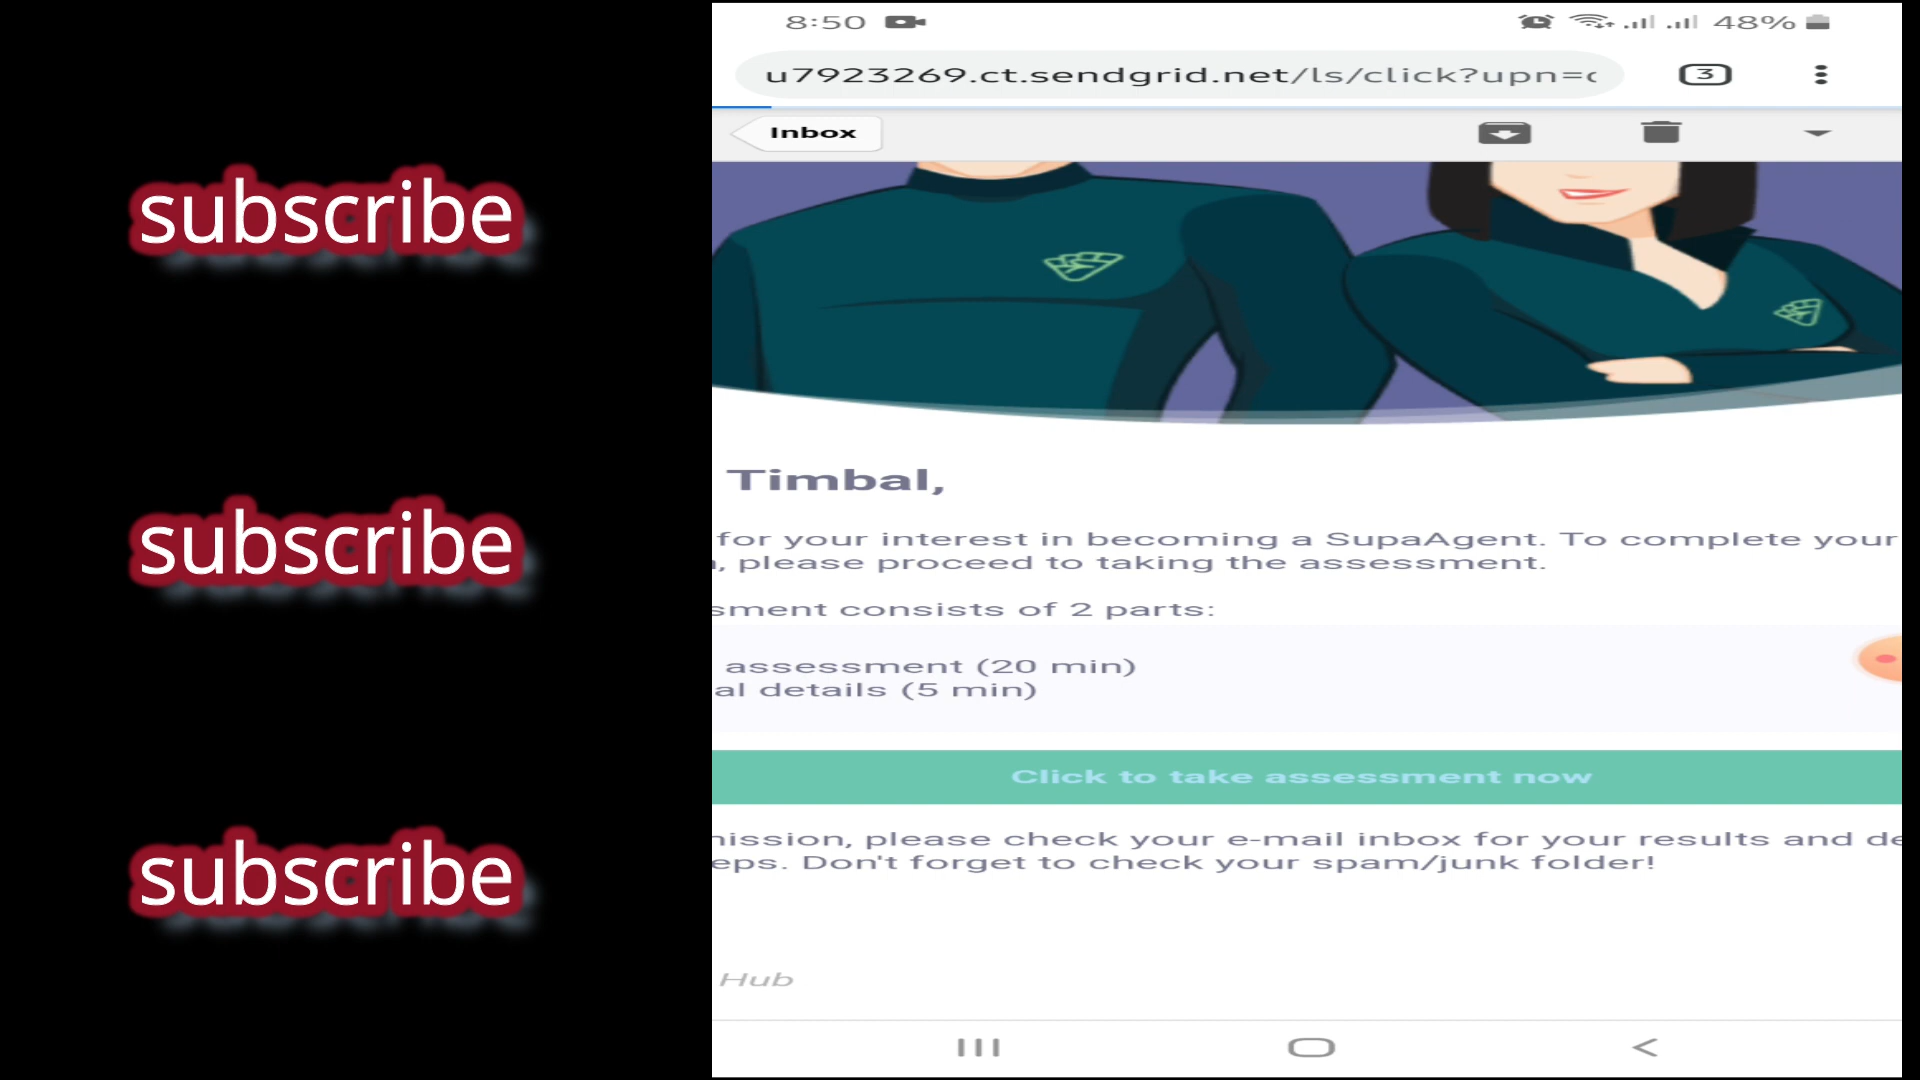 subscribe
subscribe
subscribe
8:50
48%
u7923269.ct.sendgrid.net/ls/click?upn=
3
Inbox
Timbal,
for your interest in becoming a SupaAgent. To complete your
, please proceed to taking the assessment.
sment consists of 2 parts:
assessment (20 min)
al details (5 min)
Click to take assessment now
ission, please check your e-mail inbox for your results and de
eps. Don't forget to check your spam/junk folder!
Hub